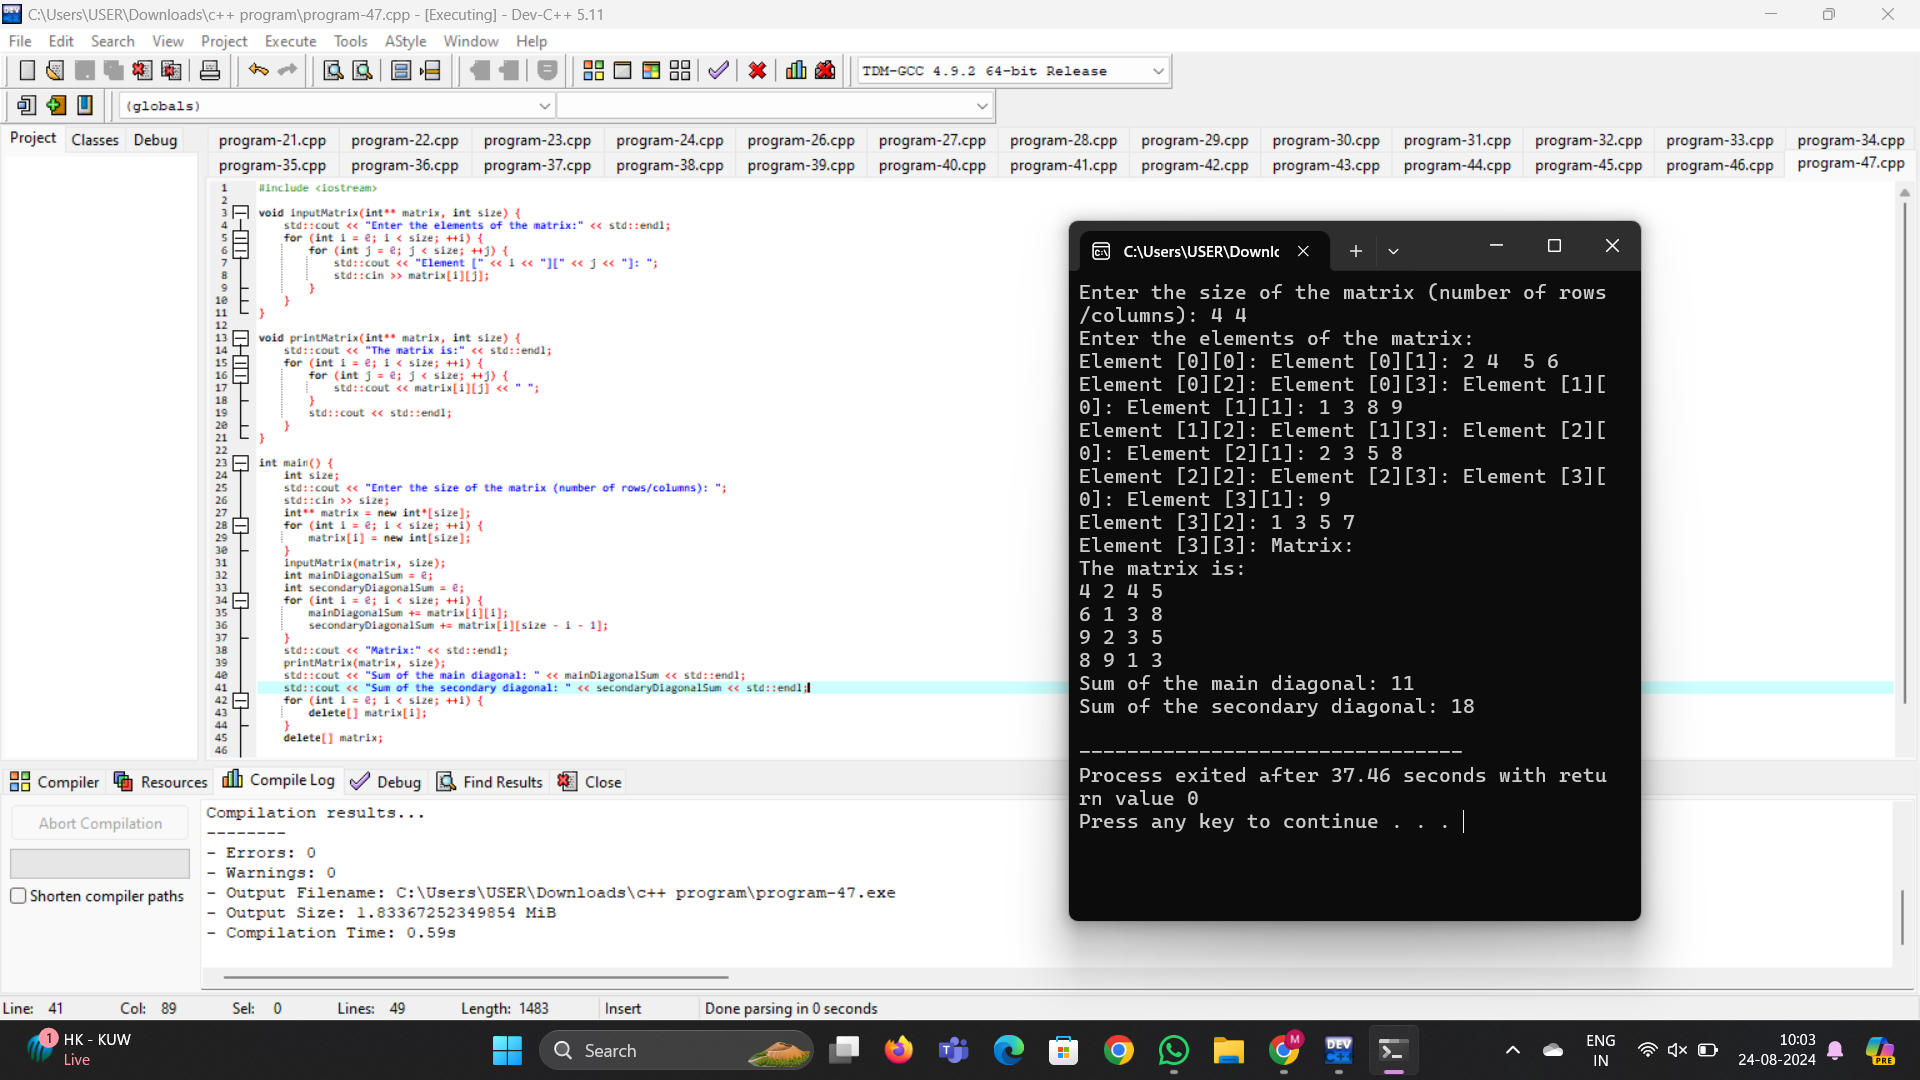 C:\Users\USER\Downloads\c++ program\program-47.cpp - [Executing] - Dev-C++ 5.11
File Edit Search View Project Execute Tools AStyle Window Help
TDM-GCC 4.9.2 64-bit Release
(globals)
Project Classes Debug
program-21.cpp program-22.cpp program-23.cpp program-24.cpp program-26.cpp program-27.cpp program-28.cpp program-29.cpp program-30.cpp program-31.cpp program-32.cpp program-33.cpp program-34.cpp
program-35.cpp program-36.cpp program-37.cpp program-38.cpp program-39.cpp program-40.cpp program-41.cpp program-42.cpp program-43.cpp program-44.cpp program-45.cpp program-46.cpp program-47.cpp
1 #include <iostream>
2
3 void inputMatrix(int** matrix, int size) {
4 std::cout << "Enter the elements of the matrix:" << std::endl;
5 for (int i = 0; i < size; ++i) {
6 for (int j = 0; j < size; ++j) {
7 std::cout << "Element [" << i << "][" << j << "]: ";
8 std::cin >> matrix[i][j];
9 }
10 }
11 }
12
13 void printMatrix(int** matrix, int size) {
14 std::cout << "The matrix is:" << std::endl;
15 for (int i = 0; i < size; ++i) {
16 for (int j = 0; j < size; ++j) {
17 std::cout << matrix[i][j] << " ";
18 }
19 std::cout << std::endl;
20 }
21 }
22
23 int main() {
24 int size;
25 std::cout << "Enter the size of the matrix (number of rows/columns): ";
26 std::cin >> size;
27 int** matrix = new int*[size];
28 for (int i = 0; i < size; ++i) {
29 matrix[i] = new int[size];
30 }
31 inputMatrix(matrix, size);
32 int mainDiagonalSum = 0;
33 int secondaryDiagonalSum = 0;
34 for (int i = 0; i < size; ++i) {
35 mainDiagonalSum += matrix[i][i];
36 secondaryDiagonalSum += matrix[i][size - i - 1];
37 }
38 std::cout << "Matrix:" << std::endl;
39 printMatrix(matrix, size);
40 std::cout << "Sum of the main diagonal: " << mainDiagonalSum << std::endl;
41 std::cout << "Sum of the secondary diagonal: " << secondaryDiagonalSum << std::endl;
42 for (int i = 0; i < size; ++i) {
43 delete[] matrix[i];
44 }
45 delete[] matrix;
46
C:\Users\USER\Downlc
Enter the size of the matrix (number of rows
/columns): 4 4
Enter the elements of the matrix:
Element [0][0]: Element [0][1]: 2 4  5 6
Element [0][2]: Element [0][3]: Element [1][
0]: Element [1][1]: 1 3 8 9
Element [1][2]: Element [1][3]: Element [2][
0]: Element [2][1]: 2 3 5 8
Element [2][2]: Element [2][3]: Element [3][
0]: Element [3][1]: 9
Element [3][2]: 1 3 5 7
Element [3][3]: Matrix:
The matrix is:
4 2 4 5
6 1 3 8
9 2 3 5
8 9 1 3
Sum of the main diagonal: 11
Sum of the secondary diagonal: 18
--------------------------------
Process exited after 37.46 seconds with retu
rn value 0
Press any key to continue . . .
Compiler Resources Compile Log Debug Find Results Close
Abort Compilation
Shorten compiler paths
Compilation results...
--------
- Errors: 0
- Warnings: 0
- Output Filename: C:\Users\USER\Downloads\c++ program\program-47.exe
- Output Size: 1.83367252349854 MiB
- Compilation Time: 0.59s
Line: 41 Col: 89 Sel: 0 Lines: 49 Length: 1483 Insert Done parsing in 0 seconds
1 HK - KUW
Live
Search
M
DEV
PRE
ENG
IN
10:03
24-08-2024